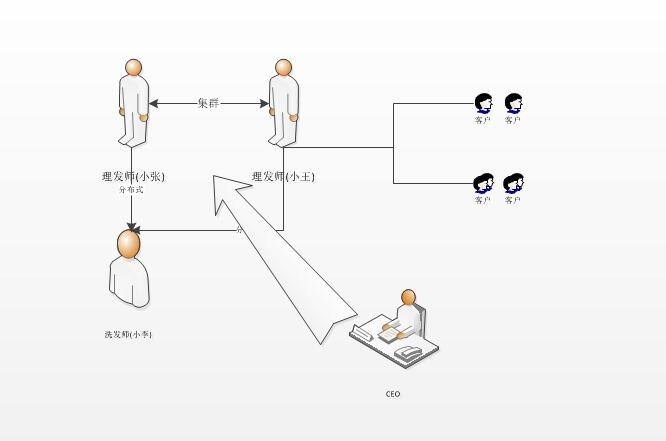 集群
客户 客户
理发师(小张) 理发师(小王)
分布式
客户 客户
分
洗发师(小李)
CEO